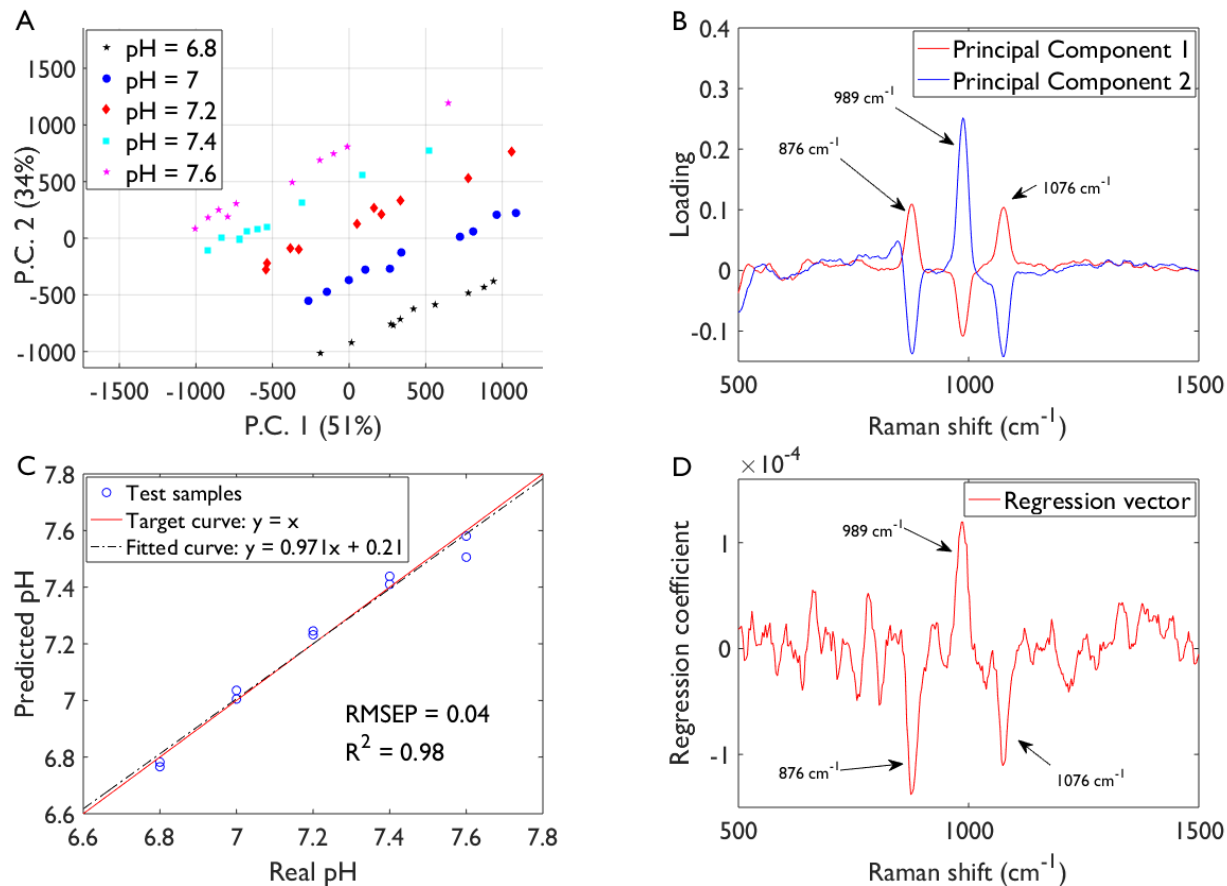 A
pH = 6.8
pH = 7
pH = 7.2
pH = 7.4
pH = 7.6
1500
1000
500
0
-500
-1000
-1500 -1000 -500 0 500 1000
P.C. 2 (34%)
P.C. 1 (51%)
B
Principal Component 1
Principal Component 2
989 cm⁻¹
876 cm⁻¹
1076 cm⁻¹
0.4
0.3
0.2
0.1
0
-0.1
500 1000 1500
Loading
Raman shift (cm⁻¹)
C
Test samples
Target curve: y = x
Fitted curve: y = 0.971x + 0.21
RMSEP = 0.04
R² = 0.98
7.8
7.6
7.4
7.2
7
6.8
6.6
6.6 6.8 7 7.2 7.4 7.6 7.8
Predicted pH
Real pH
D
×10⁻⁴
Regression vector
989 cm⁻¹
876 cm⁻¹
1076 cm⁻¹
1
0
-1
500 1000 1500
Regression coefficient
Raman shift (cm⁻¹)